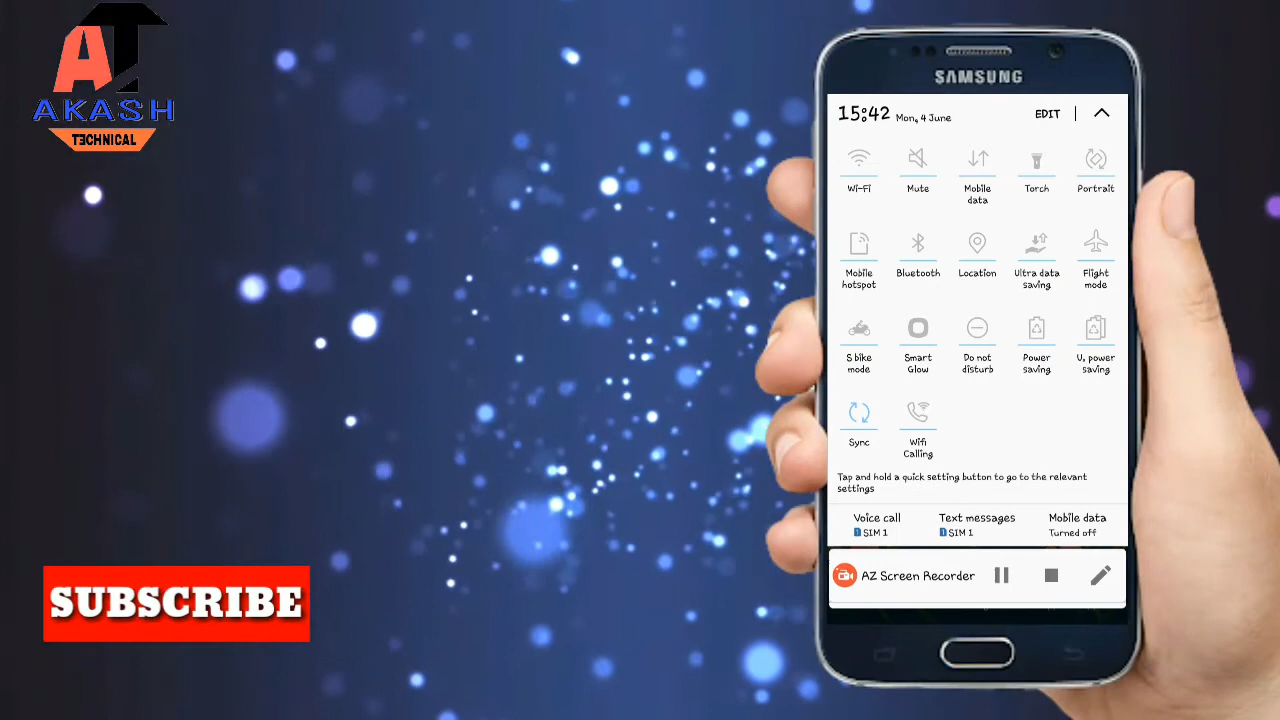 AT
AKASH
TECHNICAL
SUBSCRIBE
SAMSUNG
15:42 Mon, 4 June EDIT
Wi-Fi Mute Mobile data Torch Portrait
Mobile hotspot Bluetooth Location Ultra data saving Flight mode
S bike mode Smart Glow Do not disturb Power saving U. power saving
Sync Wifi Calling
Tap and hold a quick setting button to go to the relevant
settings
Voice call Text messages Mobile data
SIM 1 SIM 1 Turned off
AZ Screen Recorder